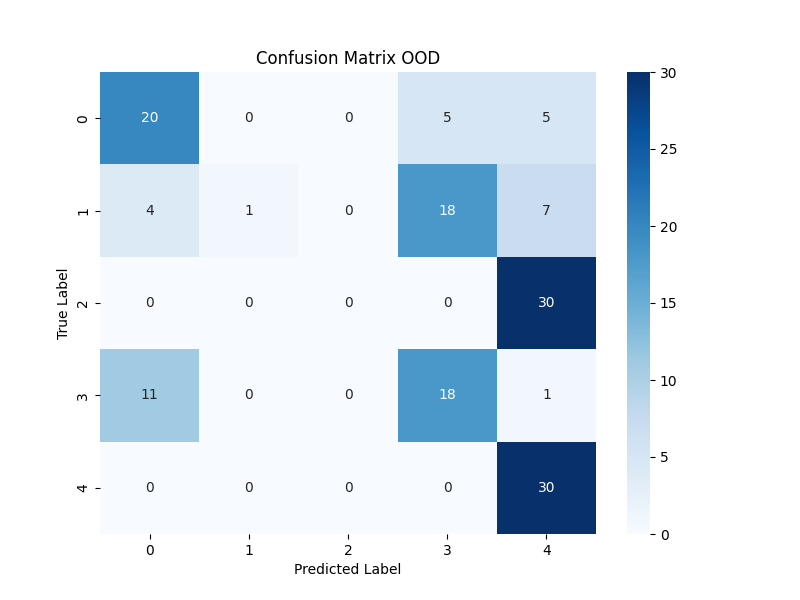 Confusion Matrix OOD
True Label
0 20 0 0 5 5
1 4 1 0 18 7
2 0 0 0 0 30
3 11 0 0 18 1
4 0 0 0 0 30
0 1 2 3 4
Predicted Label
30
25
20
15
10
5
0